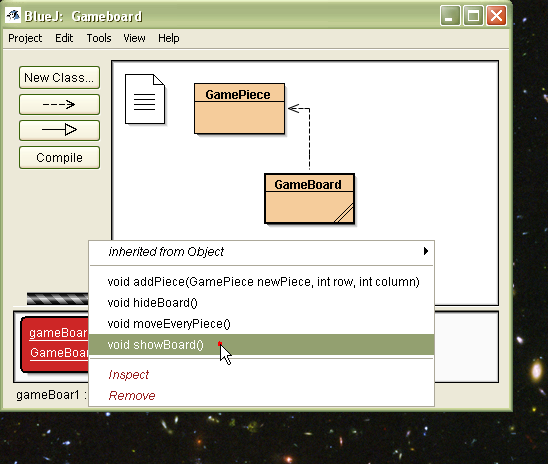 BlueJ: Gameboard
Project Edit Tools View Help
New Class...
Compile
GamePiece
GameBoard
inherited from Object
void addPiece(GamePiece newPiece, int row, int column)
void hideBoard()
void moveEveryPiece()
void showBoard()
Inspect
Remove
gameBoar
GameBoar
gameBoar1 :